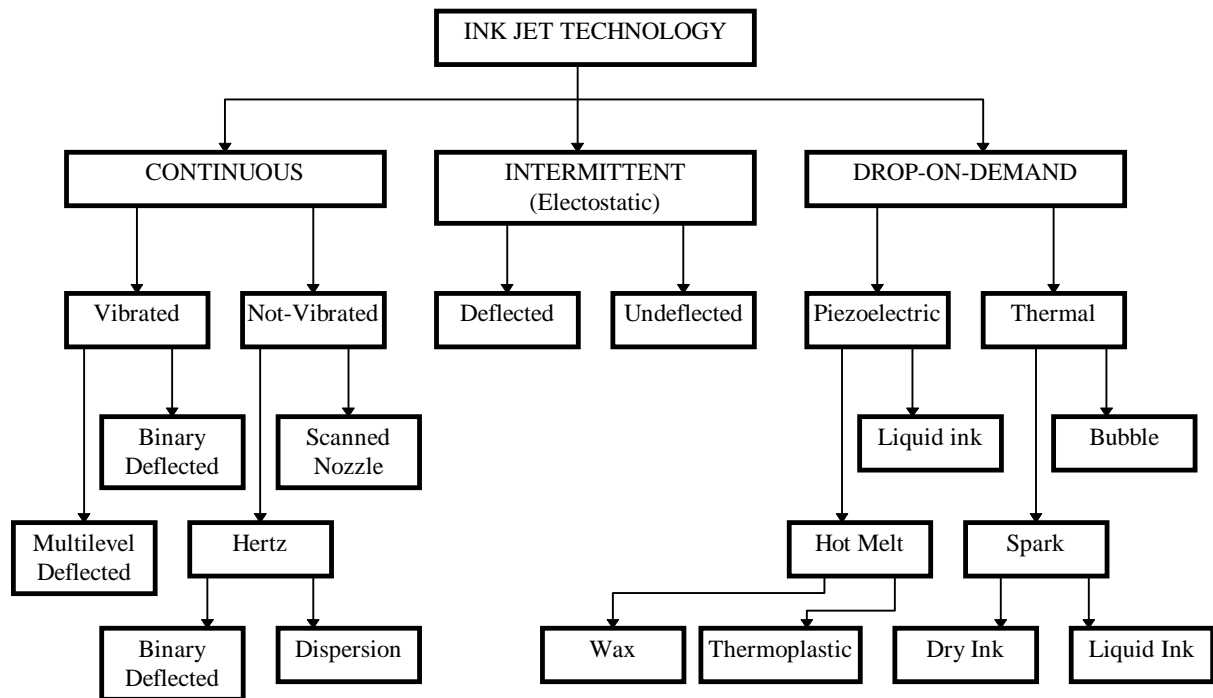 INK JET TECHNOLOGY
CONTINUOUS
INTERMITTENT
(Electostatic)
DROP-ON-DEMAND
Vibrated
Not-Vibrated
Deflected
Undeflected
Piezoelectric
Thermal
Binary
Deflected
Scanned
Nozzle
Liquid ink
Bubble
Multilevel
Deflected
Hertz
Hot Melt
Spark
Binary
Deflected
Dispersion
Wax
Thermoplastic
Dry Ink
Liquid Ink